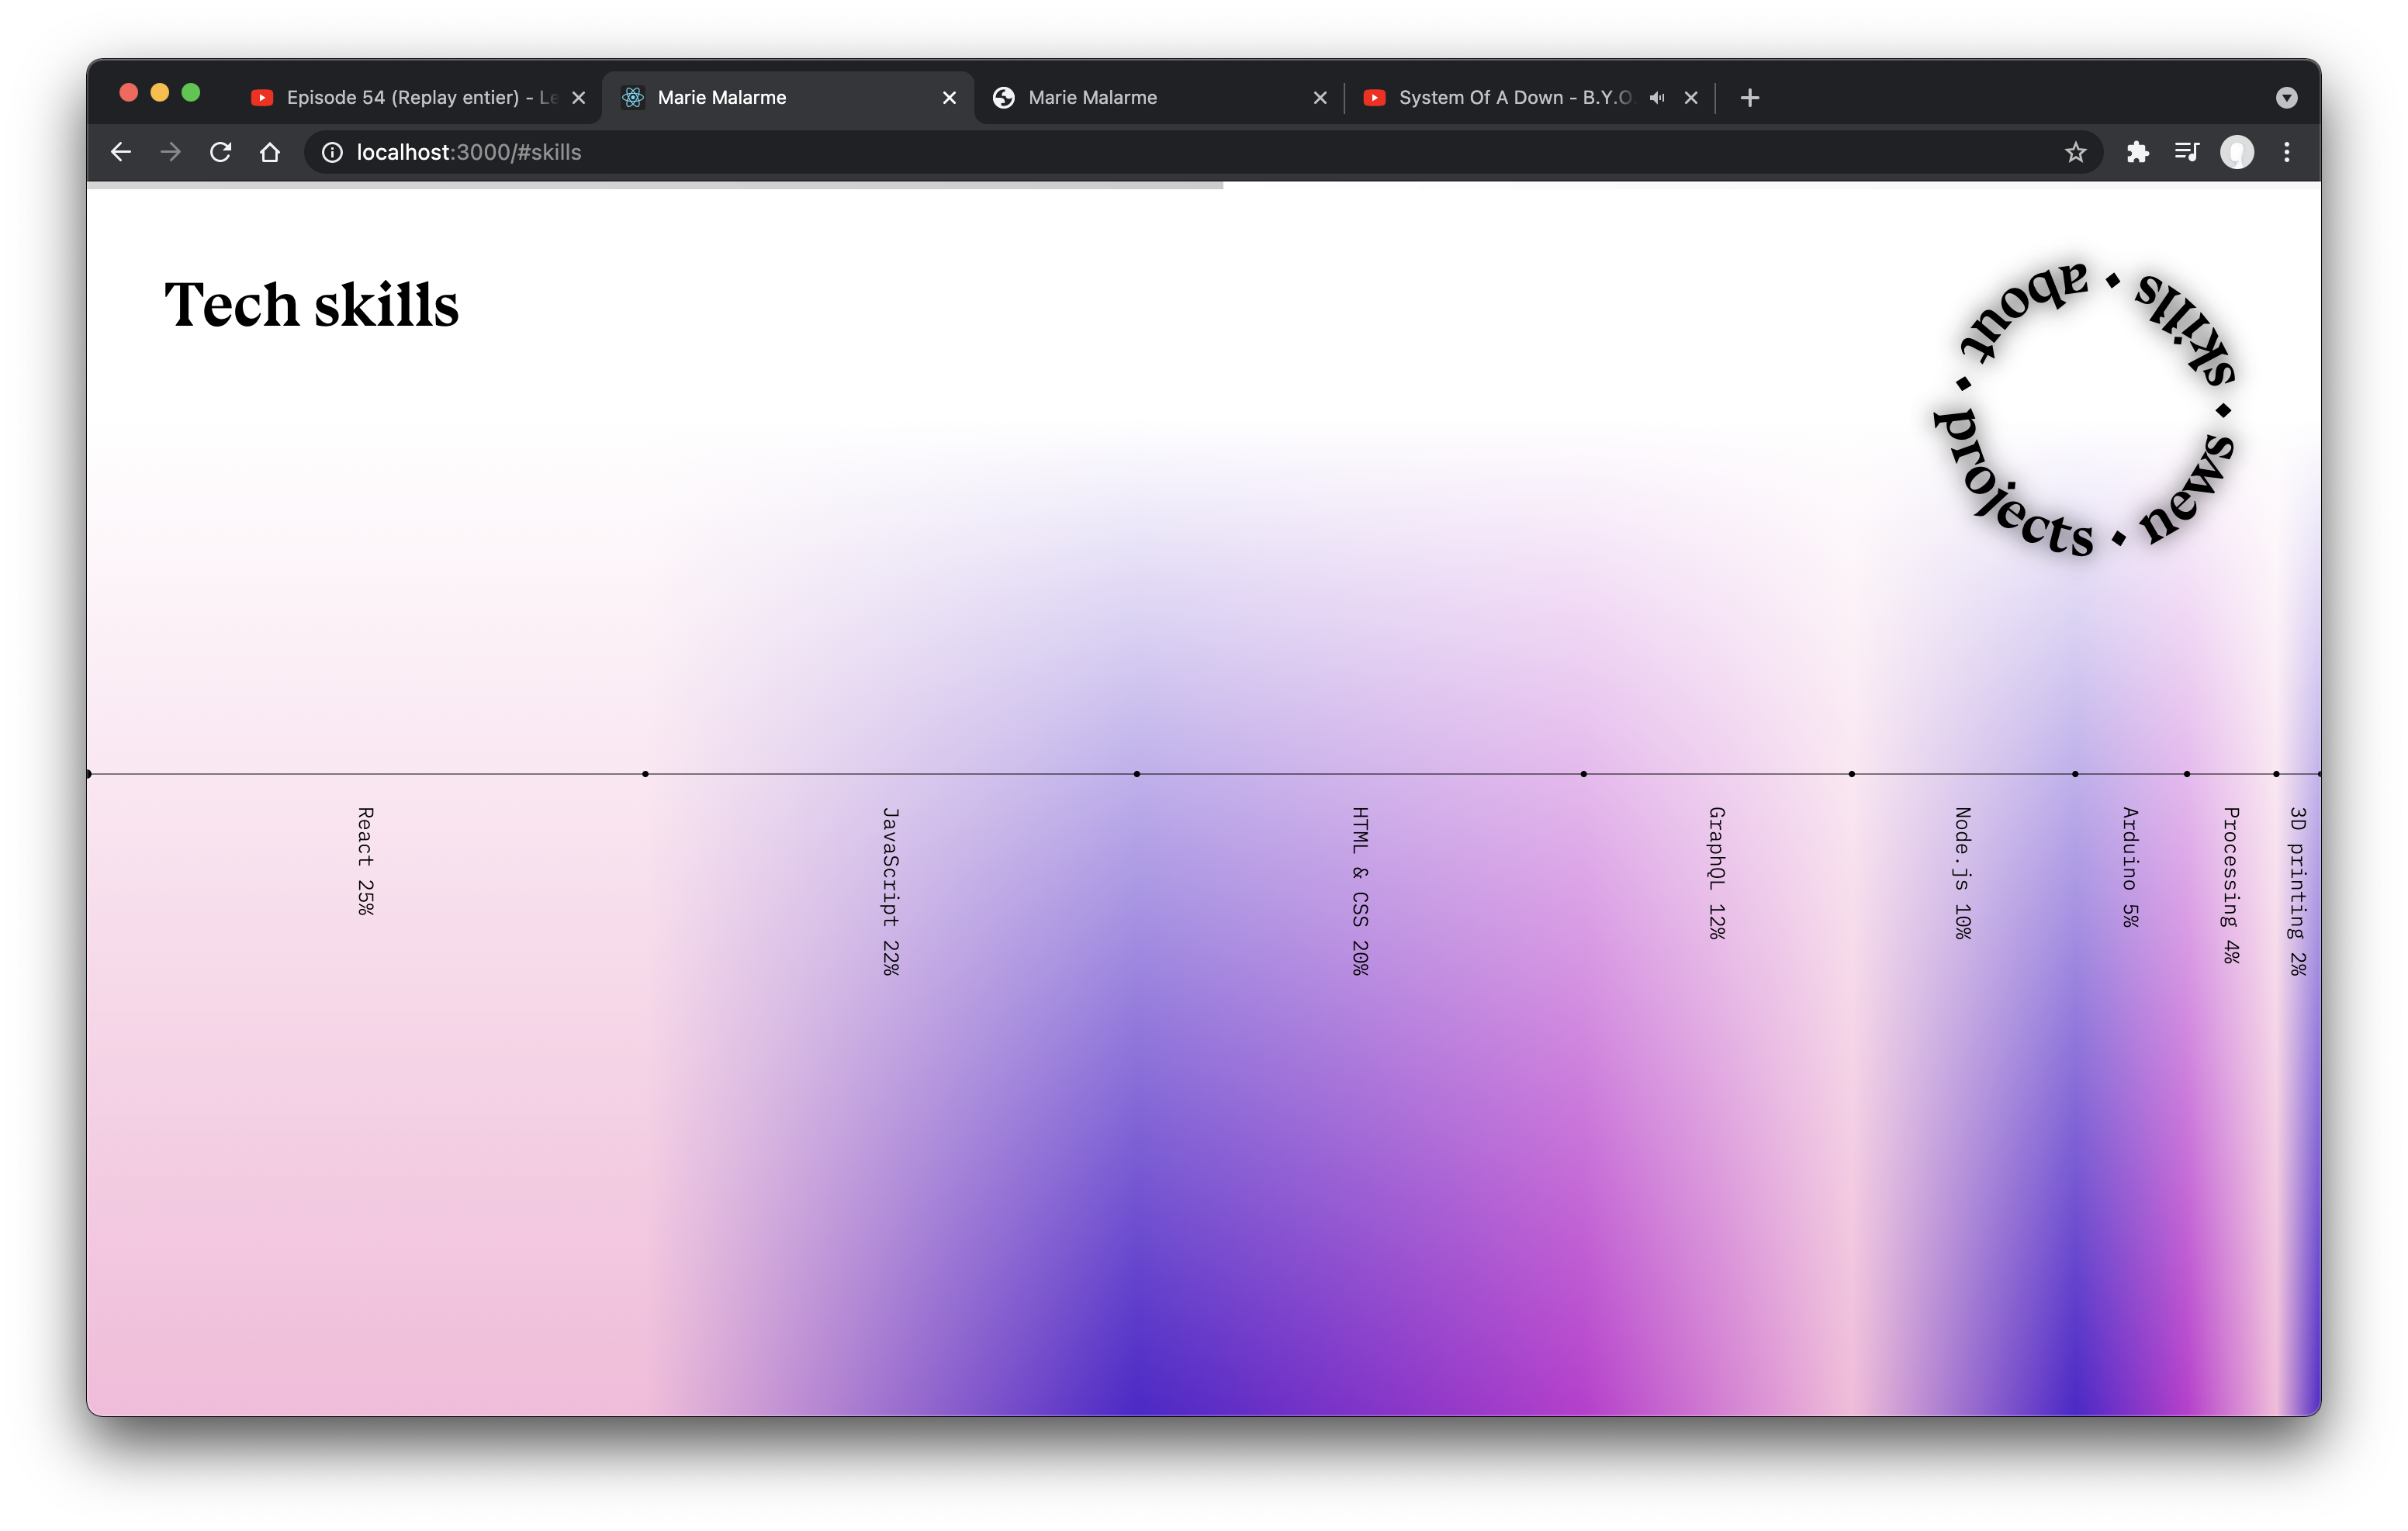 Episode 54 (Replay entier) - Le
Marie Malarme
Marie Malarme
System Of A Down - B.Y.O.
localhost:3000/#skills
Tech skills
about · skills · news · projects ·
React 25%
JavaScript 22%
HTML & CSS 20%
GraphQL 12%
Node.js 10%
Arduino 5%
Processing 4%
3D printing 2%